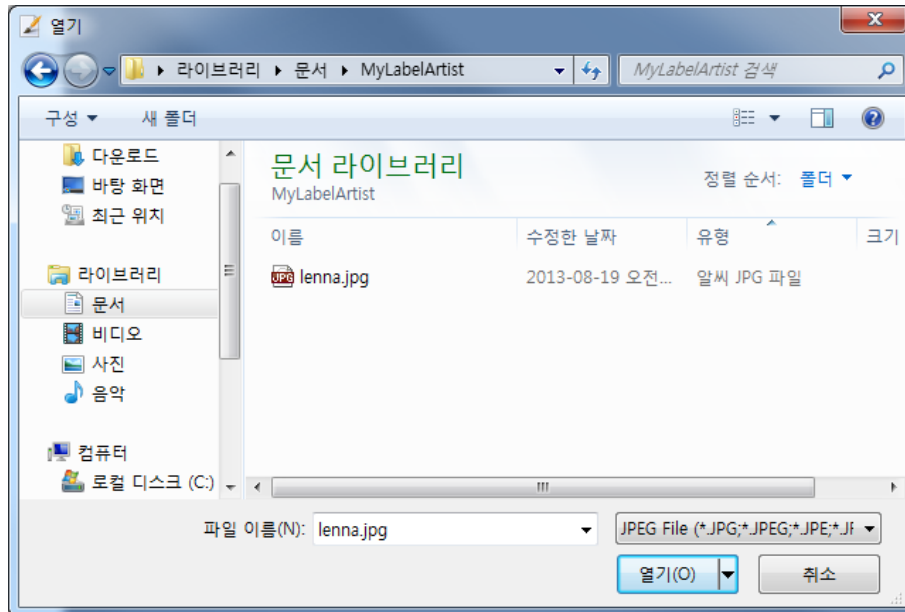 열기
라이브러리 ▸ 문서 ▸ MyLabelArtist
MyLabelArtist 검색
구성 ▼ 새 폴더
다운로드
바탕 화면
최근 위치
라이브러리
문서
비디오
사진
음악
컴퓨터
로컬 디스크 (C:)
문서 라이브러리
MyLabelArtist
정렬 순서: 폴더 ▼
이름 수정한 날짜 유형 크기
lenna.jpg 2013-08-19 오전... 알씨 JPG 파일
파일 이름(N): lenna.jpg
JPEG File (*.JPG;*.JPEG;*.JPE;*.JF
열기(O) 취소